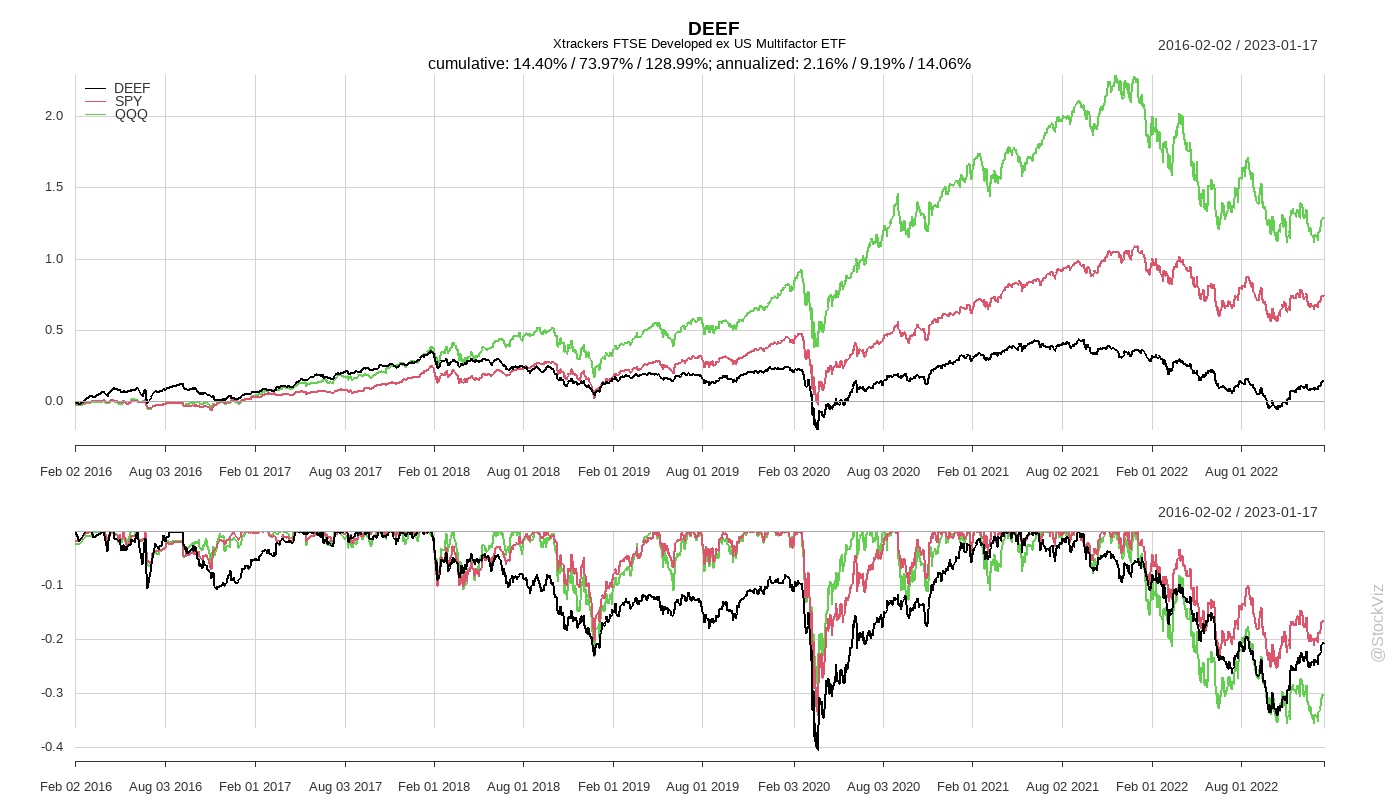 DEEF
Xtrackers FTSE Developed ex US Multifactor ETF
2016-02-02 / 2023-01-17
cumulative: 14.40% / 73.97% / 128.99%; annualized: 2.16% / 9.19% / 14.06%
DEEF
SPY
QQQ
2.0
1.5
1.0
0.5
0.0
Feb 02 2016 Aug 03 2016 Feb 01 2017 Aug 03 2017 Feb 01 2018 Aug 01 2018 Feb 01 2019 Aug 01 2019 Feb 03 2020 Aug 03 2020 Feb 01 2021 Aug 02 2021 Feb 01 2022 Aug 01 2022
2016-02-02 / 2023-01-17
-0.1
-0.2
-0.3
-0.4
Feb 02 2016 Aug 03 2016 Feb 01 2017 Aug 03 2017 Feb 01 2018 Aug 01 2018 Feb 01 2019 Aug 01 2019 Feb 03 2020 Aug 03 2020 Feb 01 2021 Aug 02 2021 Feb 01 2022 Aug 01 2022
@StockViz